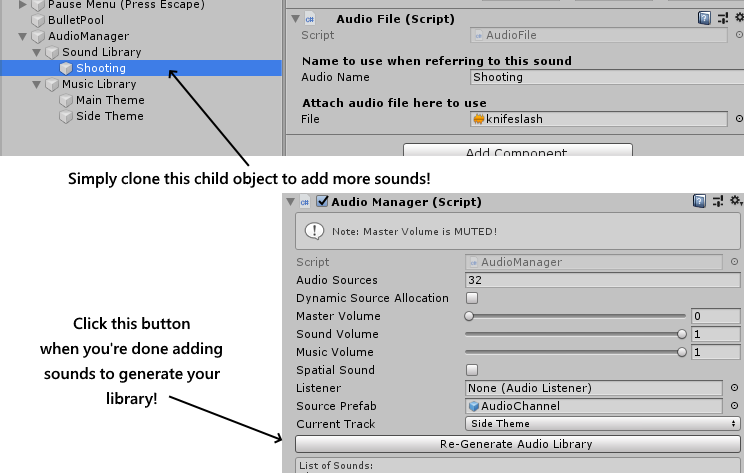 Pause Menu (Press Escape)
BulletPool
AudioManager
Sound Library
Shooting
Music Library
Main Theme
Side Theme
Audio File (Script)
Script AudioFile
Name to use when referring to this sound
Audio Name Shooting
Attach audio file here to use
File knifeslash
Add Component
Simply clone this child object to add more sounds!
Audio Manager (Script)
Note: Master Volume is MUTED!
Script AudioManager
Audio Sources 32
Dynamic Source Allocation
Master Volume 0
Sound Volume 1
Music Volume 1
Spatial Sound
Listener None (Audio Listener)
Source Prefab AudioChannel
Current Track Side Theme
Re-Generate Audio Library
List of Sounds:
Click this button
when you're done adding
sounds to generate your
library!